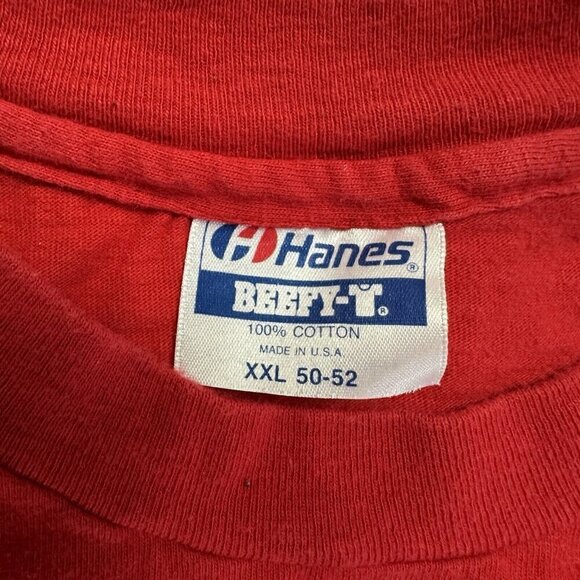 Hanes®
BEEFY-T®
100% COTTON
MADE IN U.S.A
XXL 50-52